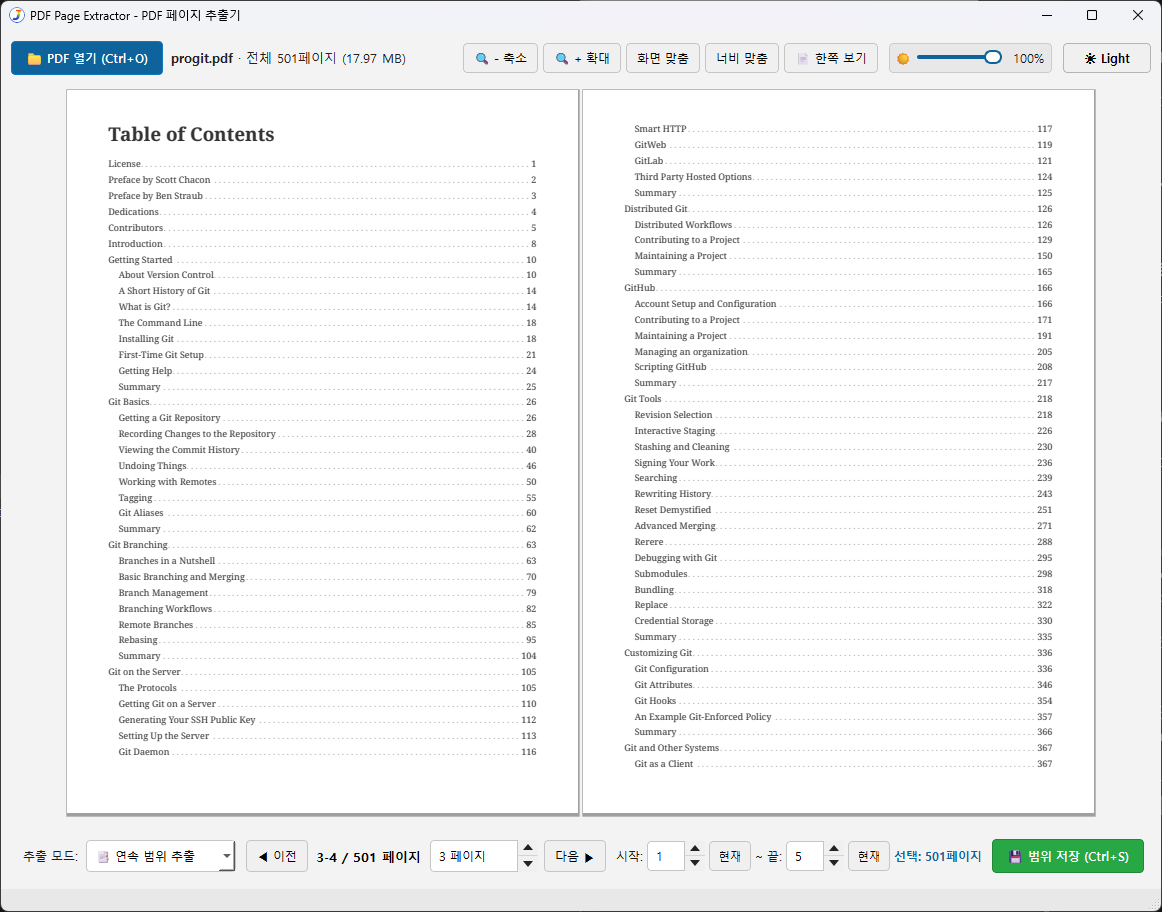 PDF Page Extractor - PDF 페이지 추출기
PDF 열기 (Ctrl+O)
progit.pdf · 전체 501페이지 (17.97 MB)
- 축소
+ 확대
화면 맞춤
너비 맞춤
한쪽 보기
100%
Light
Table of Contents
License 1
Preface by Scott Chacon 2
Preface by Ben Straub 3
Dedications 4
Contributors 5
Introduction 8
Getting Started 10
About Version Control 10
A Short History of Git 14
What is Git? 14
The Command Line 18
Installing Git 18
First-Time Git Setup 21
Getting Help 24
Summary 25
Git Basics 26
Getting a Git Repository 26
Recording Changes to the Repository 28
Viewing the Commit History 40
Undoing Things 46
Working with Remotes 50
Tagging 55
Git Aliases 60
Summary 62
Git Branching 63
Branches in a Nutshell 63
Basic Branching and Merging 70
Branch Management 79
Branching Workflows 82
Remote Branches 85
Rebasing 95
Summary 104
Git on the Server 105
The Protocols 105
Getting Git on a Server 110
Generating Your SSH Public Key 112
Setting Up the Server 113
Git Daemon 116
Smart HTTP 117
GitWeb 119
GitLab 121
Third Party Hosted Options 124
Summary 125
Distributed Git 126
Distributed Workflows 126
Contributing to a Project 129
Maintaining a Project 150
Summary 165
GitHub 166
Account Setup and Configuration 166
Contributing to a Project 171
Maintaining a Project 191
Managing an organization 205
Scripting GitHub 208
Summary 217
Git Tools 218
Revision Selection 218
Interactive Staging 226
Stashing and Cleaning 230
Signing Your Work 236
Searching 239
Rewriting History 243
Reset Demystified 251
Advanced Merging 271
Rerere 288
Debugging with Git 295
Submodules 298
Bundling 318
Replace 322
Credential Storage 330
Summary 335
Customizing Git 336
Git Configuration 336
Git Attributes 346
Git Hooks 354
An Example Git-Enforced Policy 357
Summary 366
Git and Other Systems 367
Git as a Client 367
추출 모드:
연속 범위 추출
◀ 이전
3-4 / 501 페이지
3 페이지
다음 ▶
시작:
1
현재
~ 끝:
5
현재
선택: 501페이지
범위 저장 (Ctrl+S)